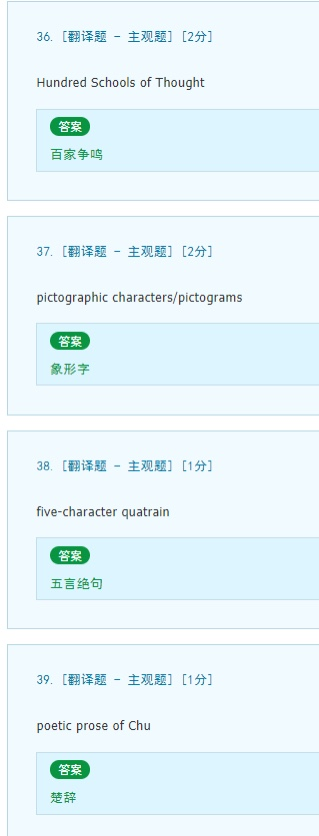 36. [翻译题 - 主观题] [2分]
Hundred Schools of Thought
答案
百家争鸣
37. [翻译题 - 主观题] [2分]
pictographic characters/pictograms
答案
象形字
38. [翻译题 - 主观题] [1分]
five-character quatrain
答案
五言绝句
39. [翻译题 - 主观题] [1分]
poetic prose of Chu
答案
楚辞